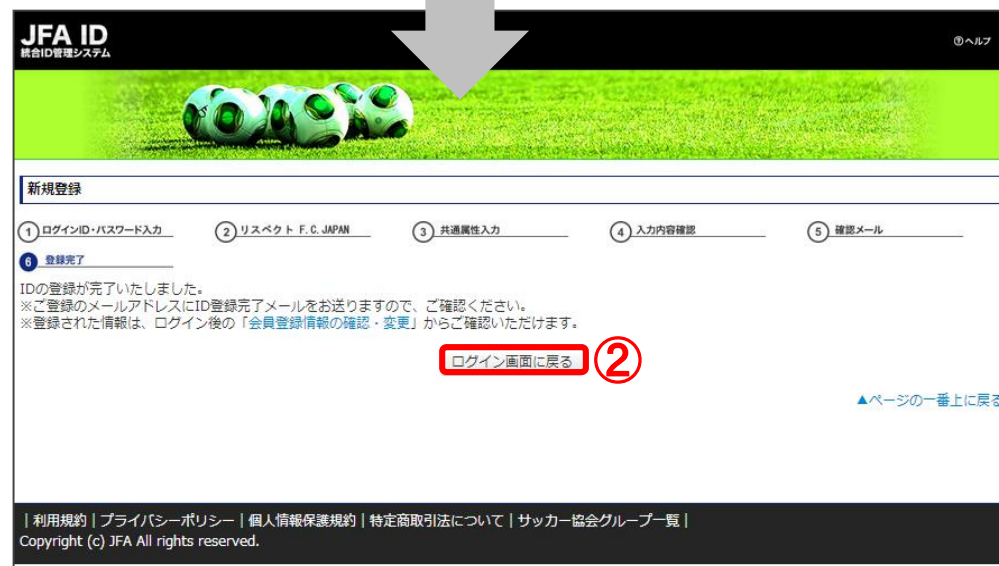 JFA ID
統合ID管理システム
?ヘルプ
新規登録
1 ログインID・パスワード入力
2 リスペクト F.C. JAPAN
3 共通属性入力
4 入力内容確認
5 確認メール
6 登録完了
IDの登録が完了いたしました。
※ご登録のメールアドレスにID登録完了メールをお送りますので、ご確認ください。
※登録された情報は、ログイン後の「会員登録情報の確認・変更」からご確認いただけます。
ログイン画面に戻る ②
▲ページの一番上に戻る
|利用規約|プライバシーポリシー|個人情報保護規約|特定商取引法について|サッカー協会グループ一覧|
Copyright (c) JFA All rights reserved.